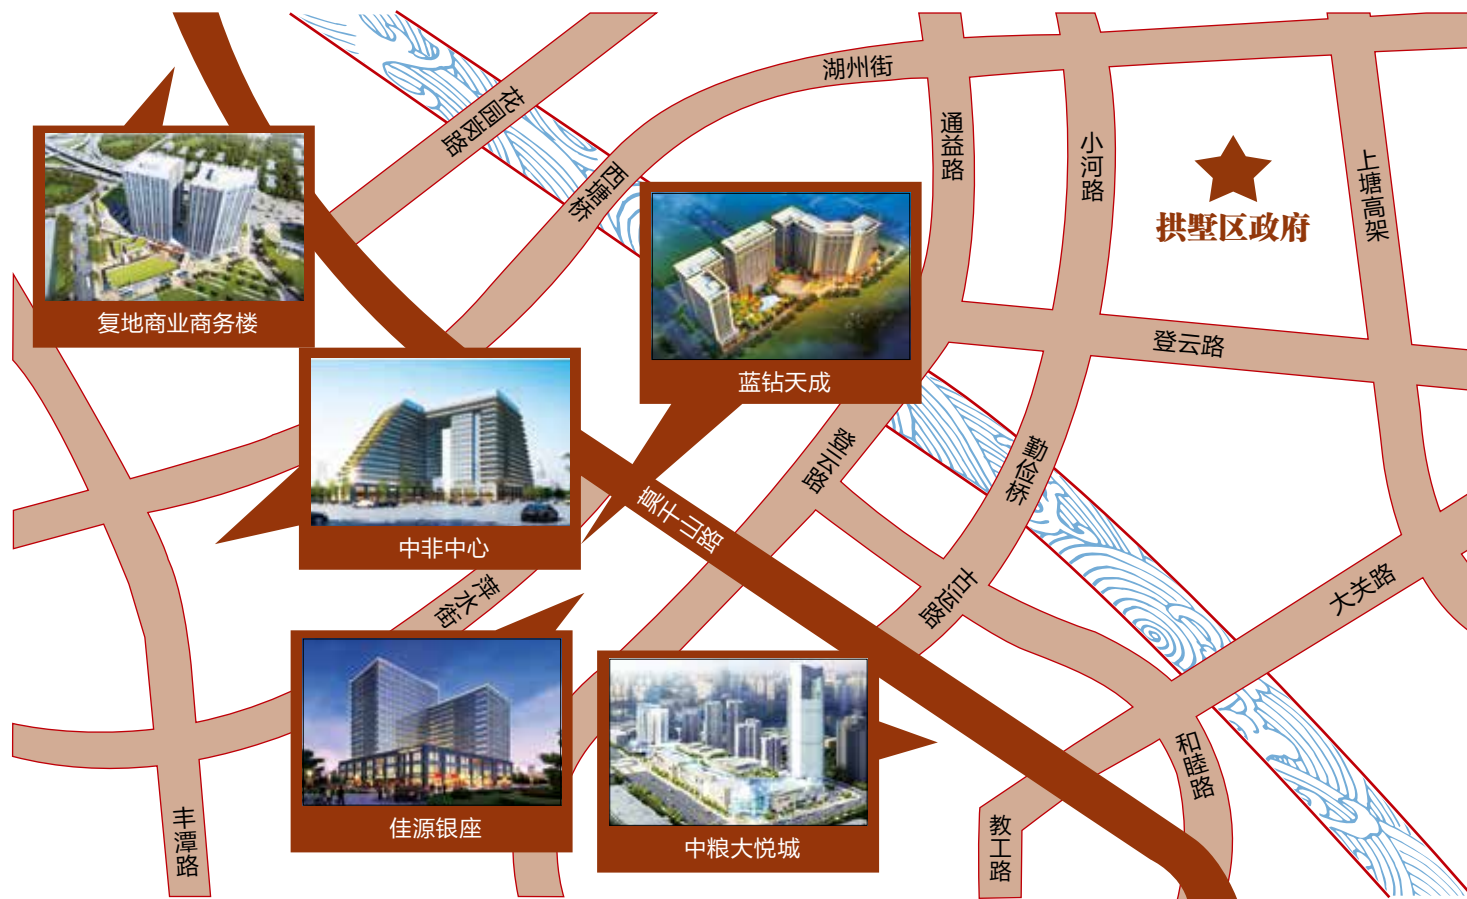 湖州街
花园岗路
通益路
小河路
上塘高架
西塘桥
拱墅区政府
复地商业商务楼
登云路
蓝钻天成
登云路
勤俭桥
莫干山路
中非中心
萍水街
古运路
大关路
和睦路
佳源银座
中粮大悦城
丰潭路
教工路